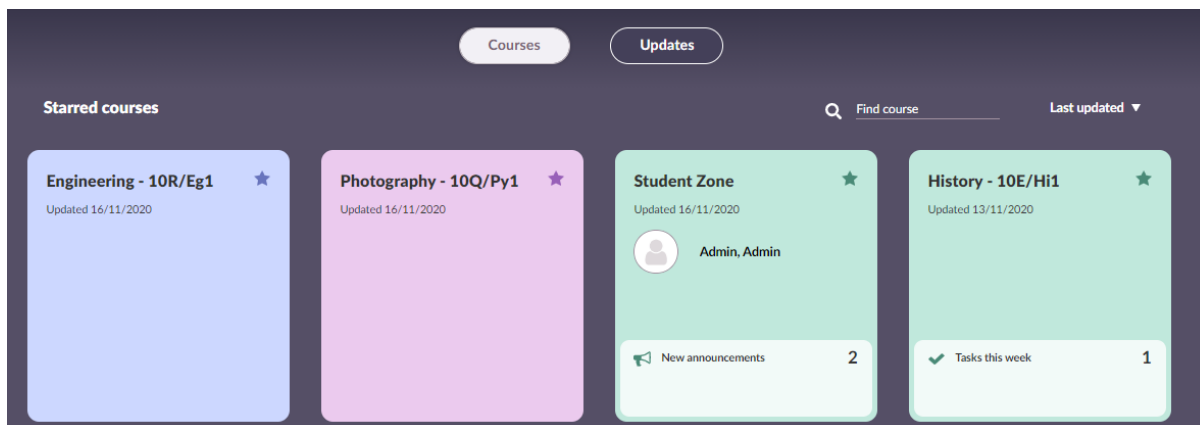 Courses
Updates
Starred courses
Find course
Last updated
Engineering - 10R/Eg1
Updated 16/11/2020
Photography - 10Q/Py1
Updated 16/11/2020
Student Zone
Updated 16/11/2020
Admin, Admin
New announcements 2
History - 10E/Hi1
Updated 13/11/2020
Tasks this week 1